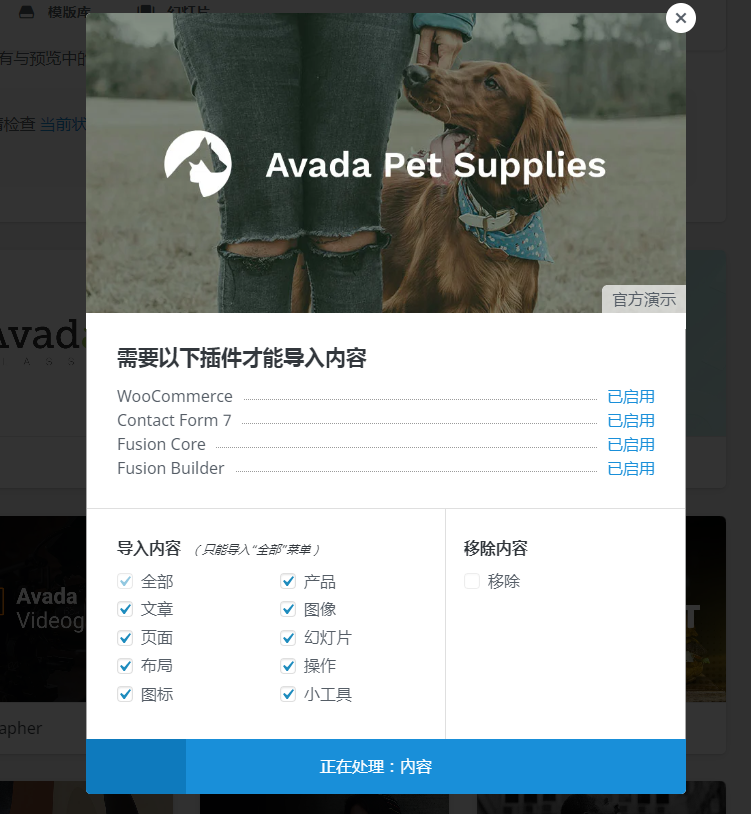 模版库
幻灯片
有与预览中的
请检查 当前状
Avada Pet Supplies
官方演示
Avada
需要以下插件才能导入内容
WooCommerce 已启用
Contact Form 7 已启用
Fusion Core 已启用
Fusion Builder 已启用
导入内容 （只能导入“全部”菜单）
移除内容
全部
产品
移除
文章
图像
页面
幻灯片
布局
操作
图标
小工具
Avada
Videog
apher
正在处理：内容